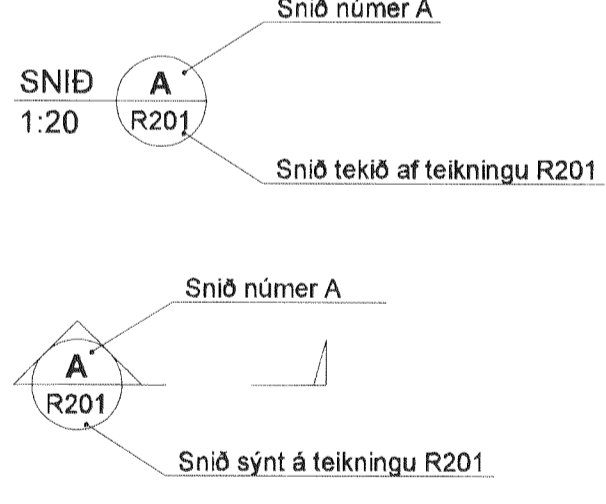 Snið númer A
SNIÐ
A
1:20
R201
Snið tekið af teikningu R201
Snið númer A
A
R201
Snið sýnt á teikningu R201